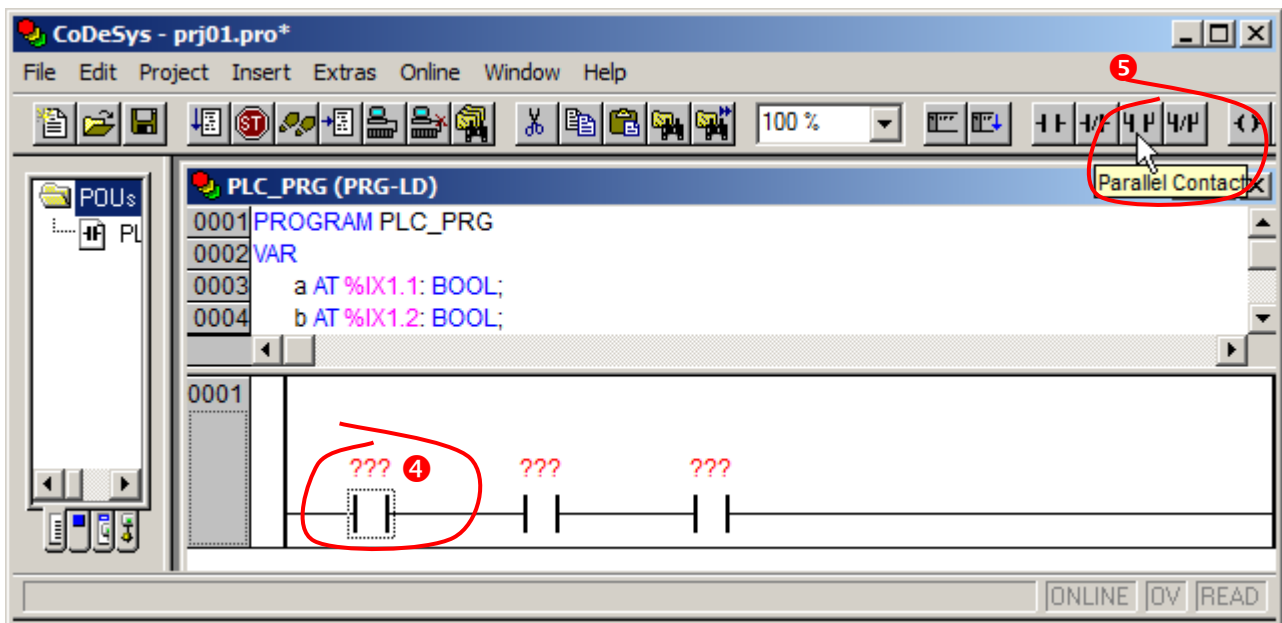 CoDeSys - prj01.pro*
File Edit Project Insert Extras Online Window Help
5
ST 100 %
Parallel Contact
POUs
PL
PLC_PRG (PRG-LD)
0001 PROGRAM PLC_PRG
0002 VAR
0003 a AT %IX1.1: BOOL;
0004 b AT %IX1.2: BOOL;
0001
??? 4 ??? ???
ONLINE OV READ